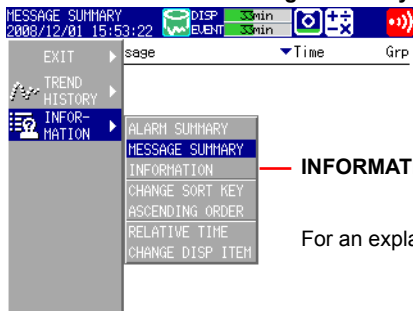 MESSAGE SUMMARY
2008/12/01 15:53:22
DISP 33min
EVENT 33min
EXIT
sage
Time Grp
TREND
HISTORY
INFOR-
MATION
ALARM SUMMARY
MESSAGE SUMMARY
INFORMATION
CHANGE SORT KEY
ASCENDING ORDER
RELATIVE TIME
CHANGE DISP ITEM
INFORMAT
For an expla